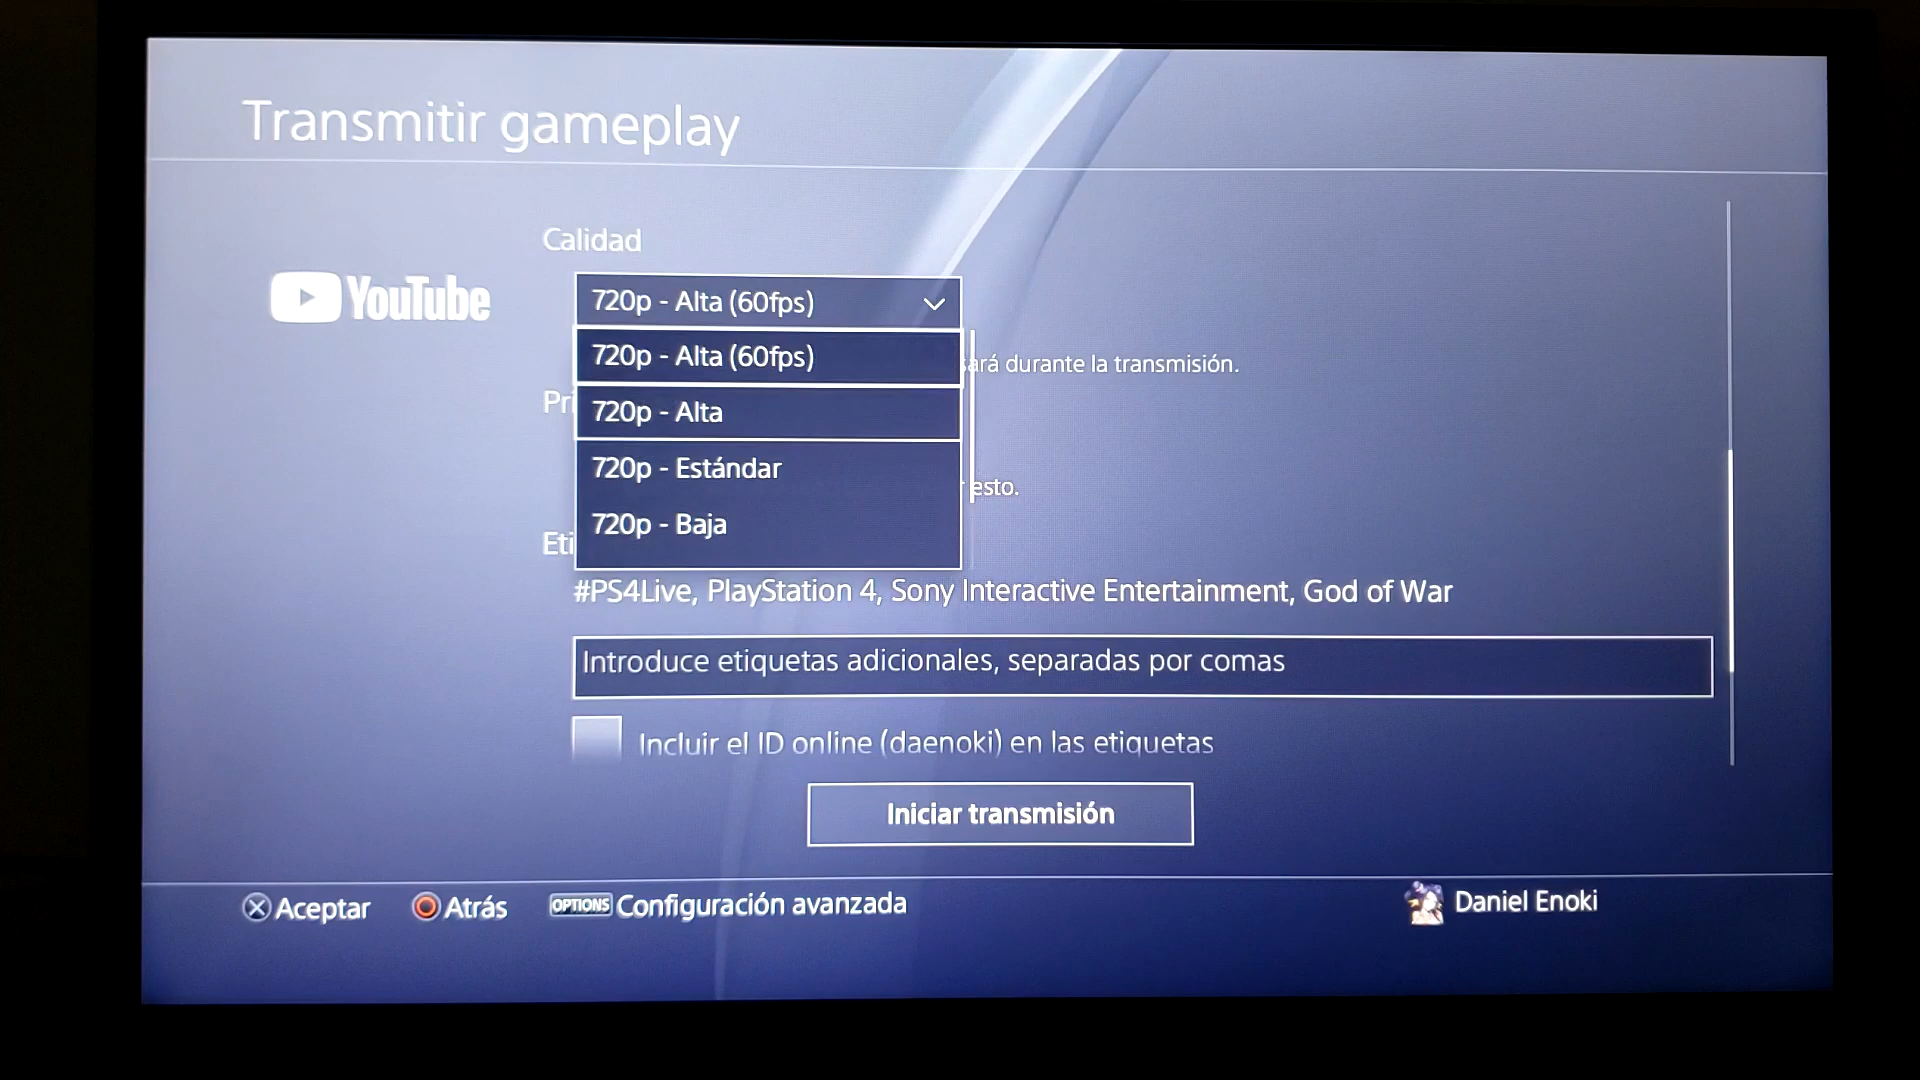 Transmitir gameplay
Calidad
YouTube
720p - Alta (60fps)
720p - Alta (60fps)
ará durante la transmisión.
Pri
720p - Alta
720p - Estándar
esto.
720p - Baja
Eti
#PS4Live, PlayStation 4, Sony Interactive Entertainment, God of War
Introduce etiquetas adicionales, separadas por comas
Incluir el ID online (daenoki) en las etiquetas
Iniciar transmisión
Aceptar Atrás OPTIONS Configuración avanzada Daniel Enoki